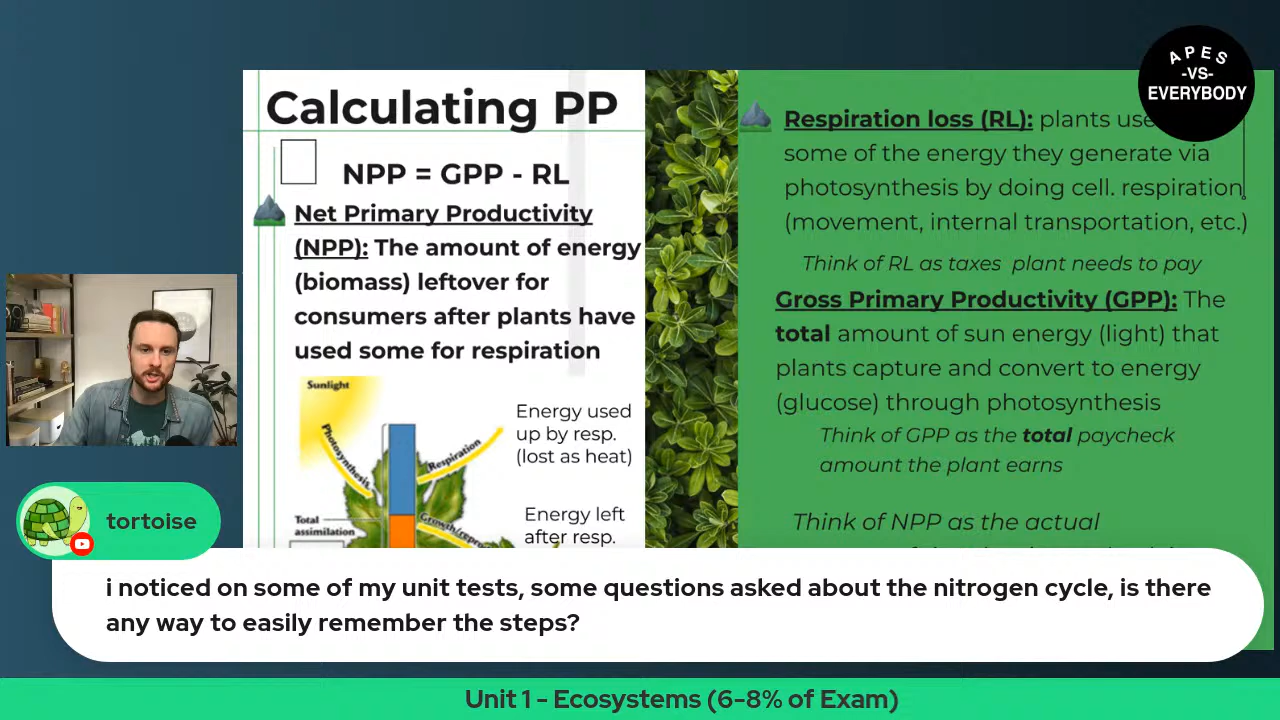 APES
-VS-
EVERYBODY
Calculating PP
NPP = GPP - RL
Net Primary Productivity
(NPP): The amount of energy
(biomass) leftover for
consumers after plants have
used some for respiration
Sunlight
Photosynthesis
Respiration
Energy used
up by resp.
(lost as heat)
Total
assimilation
Energy left
after resp.
Respiration loss (RL): plants use
some of the energy they generate via
photosynthesis by doing cell. respiration
(movement, internal transportation, etc.)
Think of RL as taxes plant needs to pay
Gross Primary Productivity (GPP): The
total amount of sun energy (light) that
plants capture and convert to energy
(glucose) through photosynthesis
Think of GPP as the total paycheck
amount the plant earns
Think of NPP as the actual
tortoise
i noticed on some of my unit tests, some questions asked about the nitrogen cycle, is there
any way to easily remember the steps?
Unit 1 - Ecosystems (6-8% of Exam)